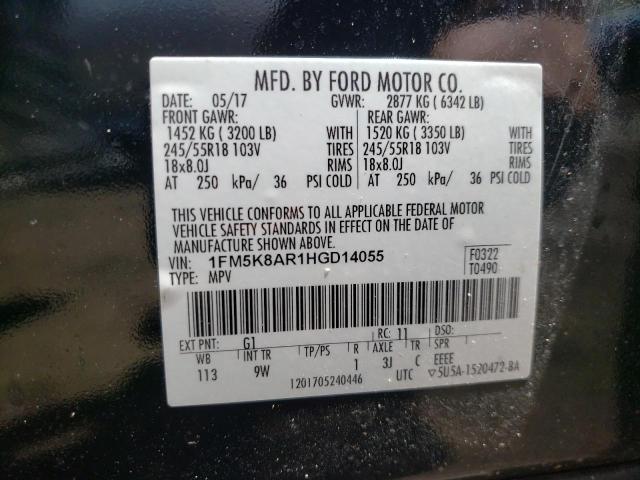 MFD. BY FORD MOTOR CO.
DATE: 05/17 GVWR: 2877 KG ( 6342 LB)
FRONT GAWR: REAR GAWR:
1452 KG ( 3200 LB) WITH 1520 KG ( 3350 LB) WITH
245/55R18 103V TIRES 245/55R18 103V TIRES
18x8.0J RIMS 18x8.0J RIMS
AT 250 kPa/ 36 PSI COLD AT 250 kPa/ 36 PSI COLD
THIS VEHICLE CONFORMS TO ALL APPLICABLE FEDERAL MOTOR
VEHICLE SAFETY STANDARDS IN EFFECT ON THE DATE OF
MANUFACTURE SHOWN ABOVE.
VIN: 1FM5K8AR1HGD14055 F0322
TYPE: MPV T0490
EXT PNT: G1 RC: 11 DSO:
WB INT TR TP/PS R AXLE TR SPR
113 9W 1 3J C EEEE
1201705240446 UTC ▽5U5A-1520472-BA